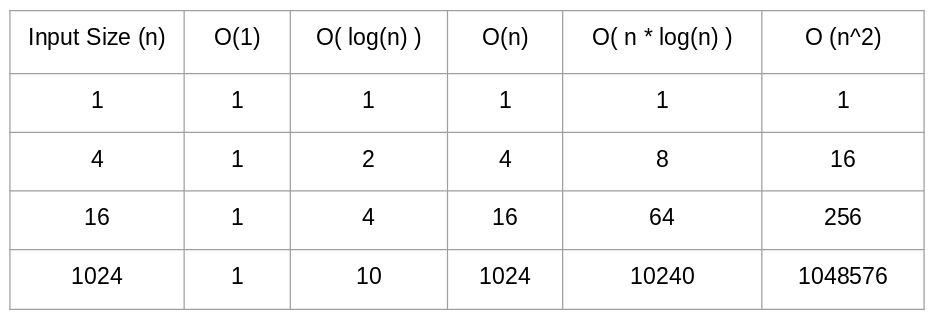 Input Size (n) O(1) O( log(n) ) O(n) O( n * log(n) ) O (n^2)
1 1 1 1 1 1
4 1 2 4 8 16
16 1 4 16 64 256
1024 1 10 1024 10240 1048576